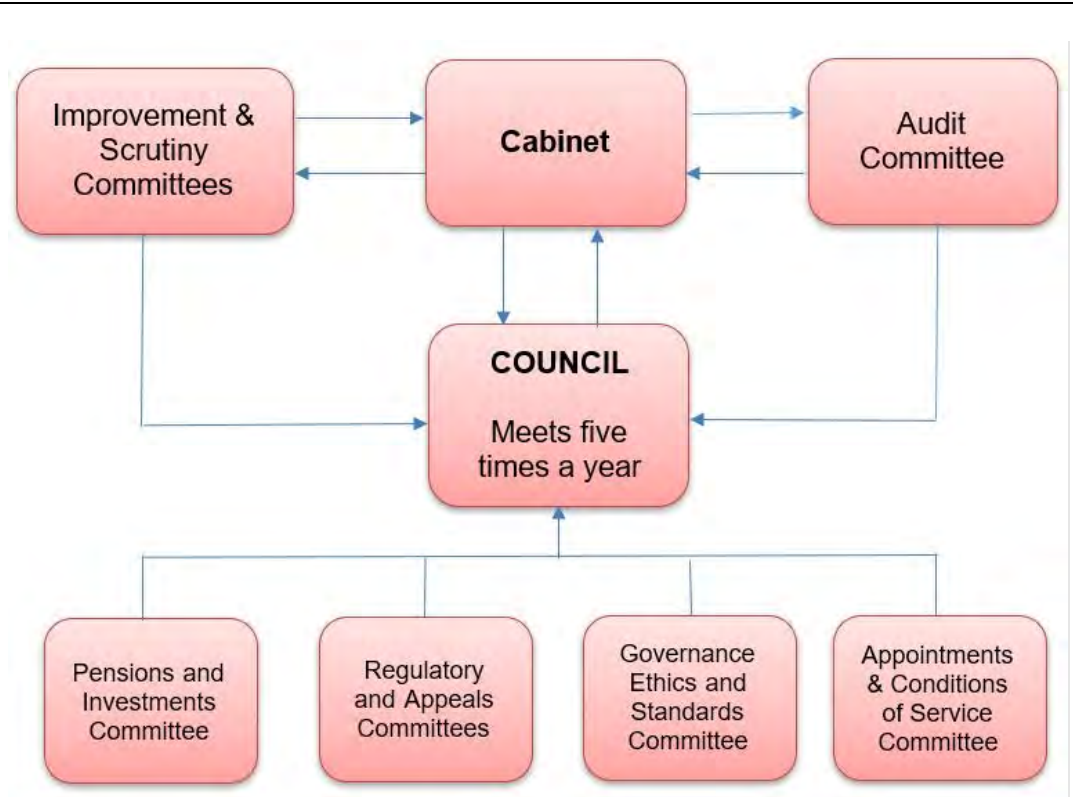 Improvement &
Scrutiny
Committees
Cabinet
Audit
Committee
COUNCIL
Meets five
times a year
Pensions and
Investments
Committee
Regulatory
and Appeals
Committees
Governance
Ethics and
Standards
Committee
Appointments
& Conditions
of Service
Committee